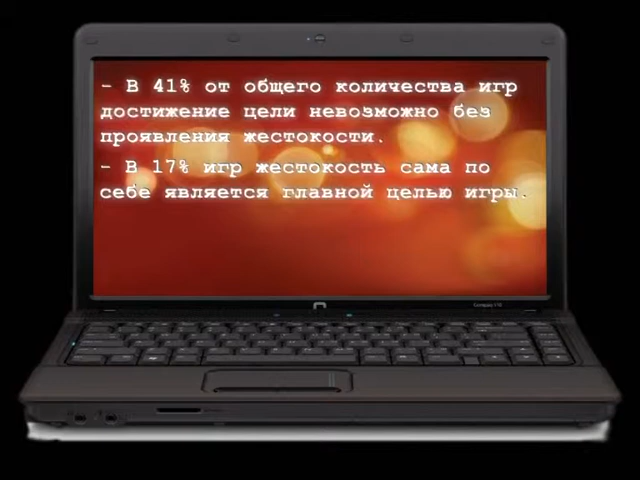 - В 41% от общего количества игр
достижение цели невозможно без
проявления жестокости.
- В 17% игр жестокость сама по
себе является главной целью игры.